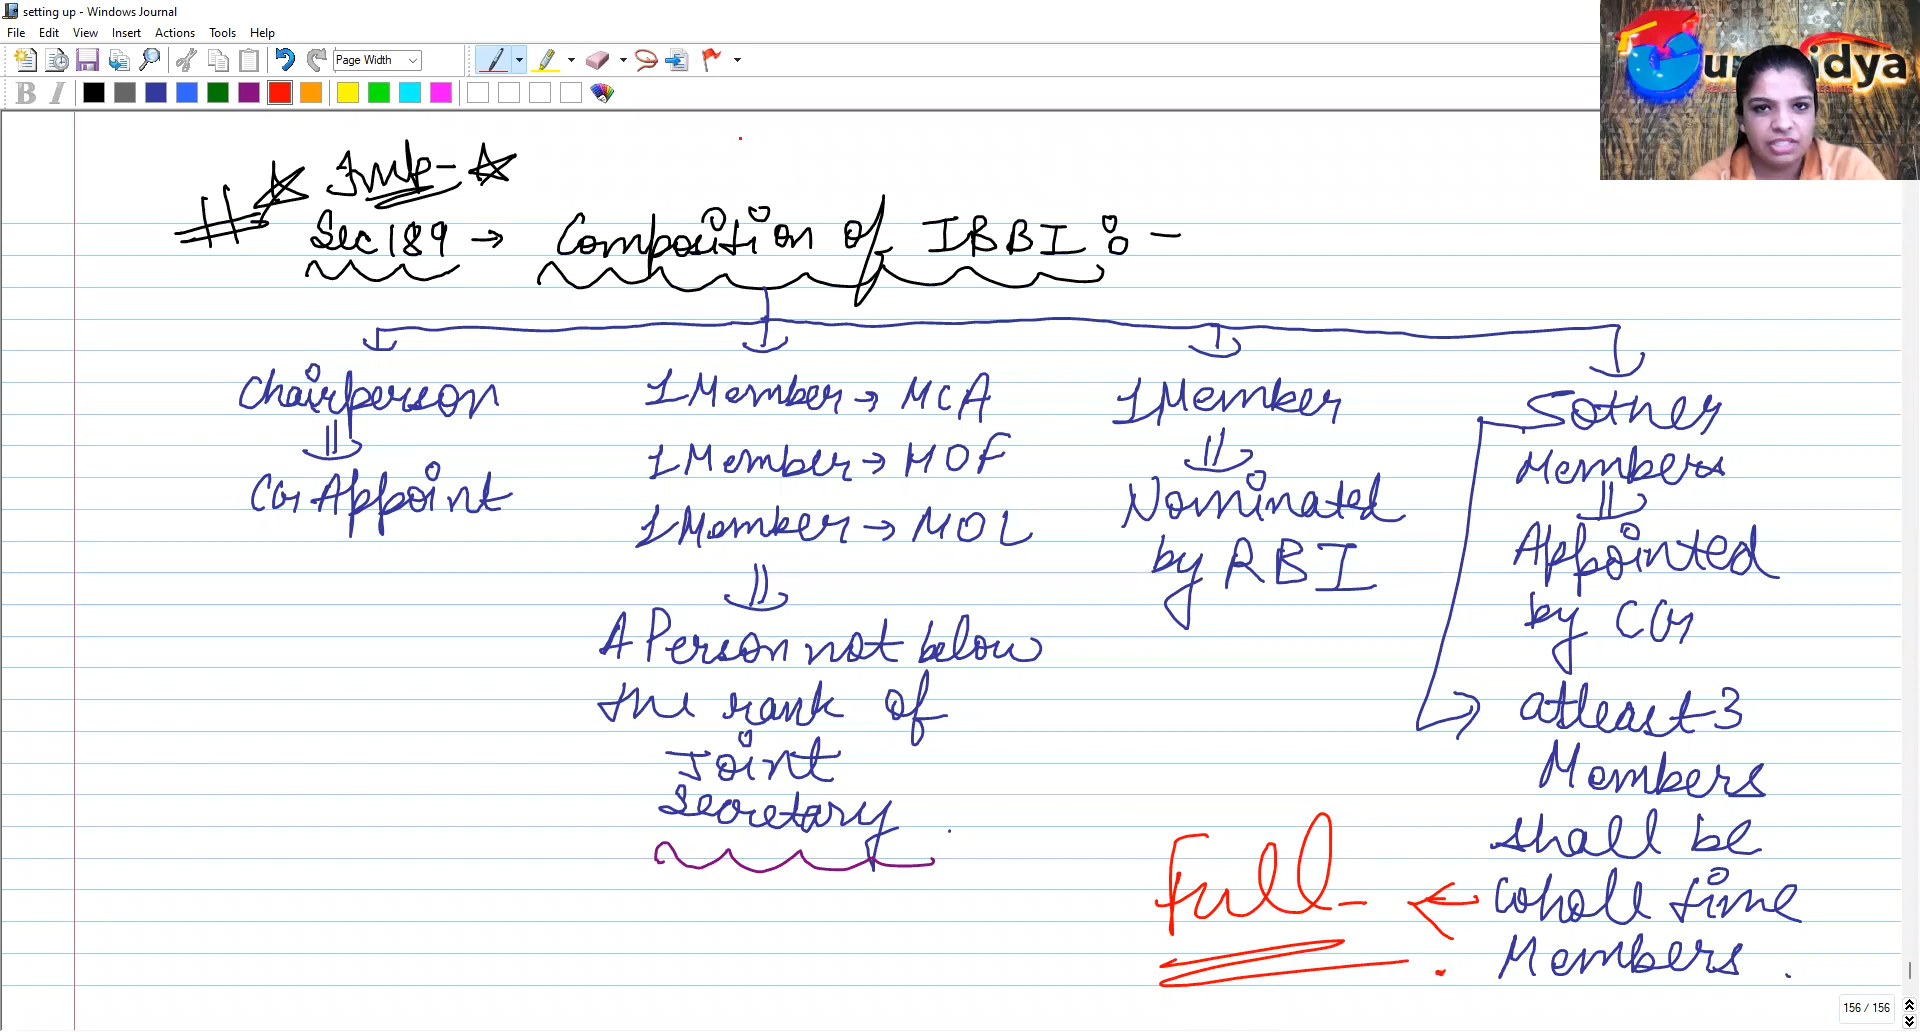 setting up - Windows Journal
File Edit View Insert Actions Tools Help
Page Width
B I
Imp-
Sec 189 → Composition of IBBI :-
Chairperson
CG Appoint
1 Member → MCA
1 Member → MOF
1 Member → MOL
A Person not below
the rank of
Joint
Secretary
1 Member
Nominated
by RBI
5 other
Members
Appointed
by CG
atleast 3
Members
shall be
whole time
Members.
Full-
156 / 156